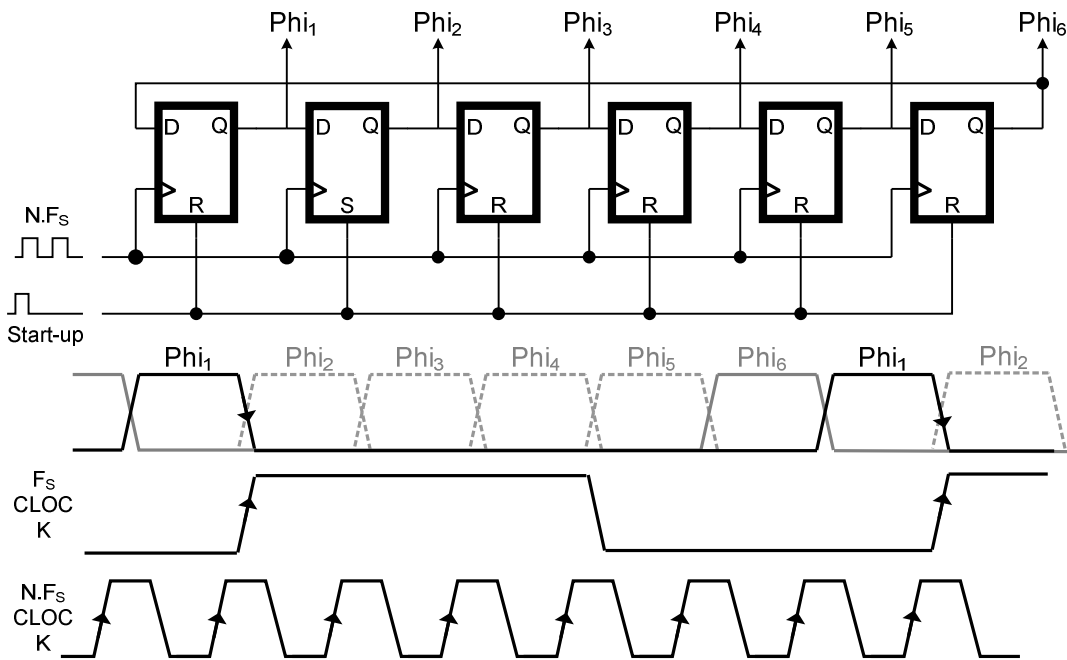 Phi1 Phi2 Phi3 Phi4 Phi5 Phi6
D Q D Q D Q D Q D Q D Q
R S R R R R
N.FS
Start-up
Phi1 Phi2 Phi3 Phi4 Phi5 Phi6 Phi1 Phi2
FS
CLOC
K
N.FS
CLOC
K